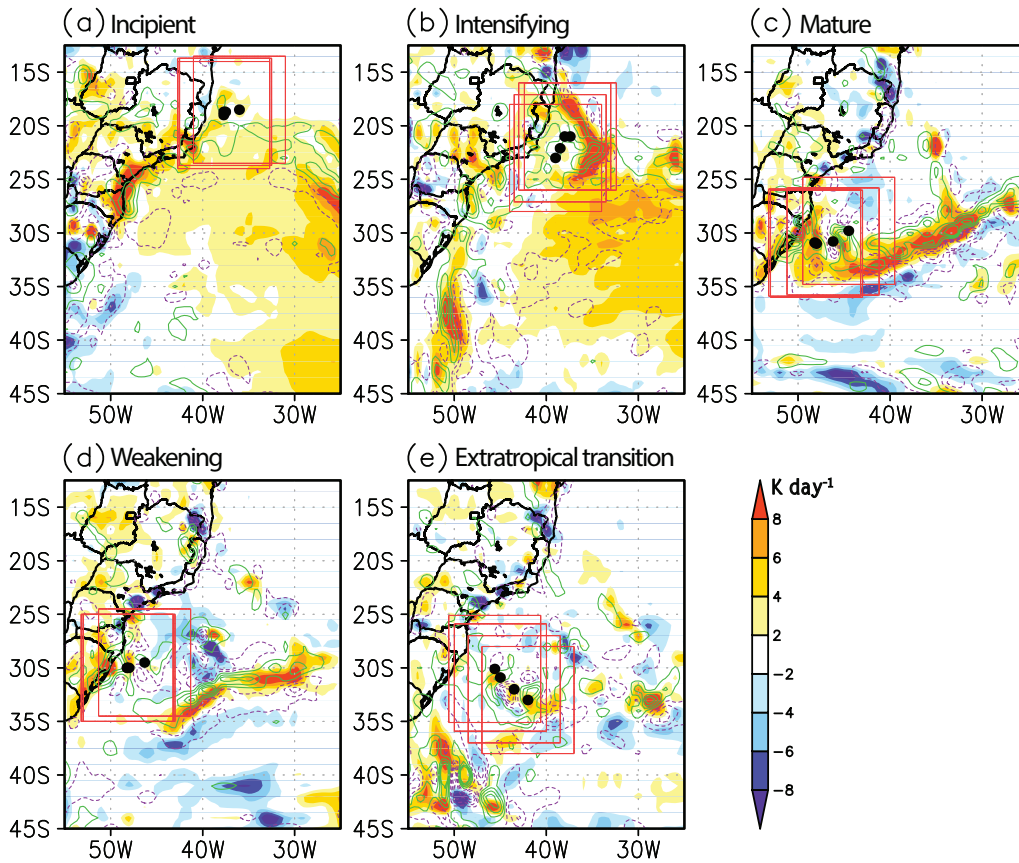 (a) Incipient
(b) Intensifying
(c) Mature
15S
20S
25S
30S
35S
40S
45S
50W 40W 30W
15S
20S
25S
30S
35S
40S
45S
50W 40W 30W
15S
20S
25S
30S
35S
40S
45S
50W 40W 30W
(d) Weakening
(e) Extratropical transition
15S
20S
25S
30S
35S
40S
45S
50W 40W 30W
15S
20S
25S
30S
35S
40S
45S
50W 40W 30W
K day⁻¹
8
6
4
2
−2
−4
−6
−8